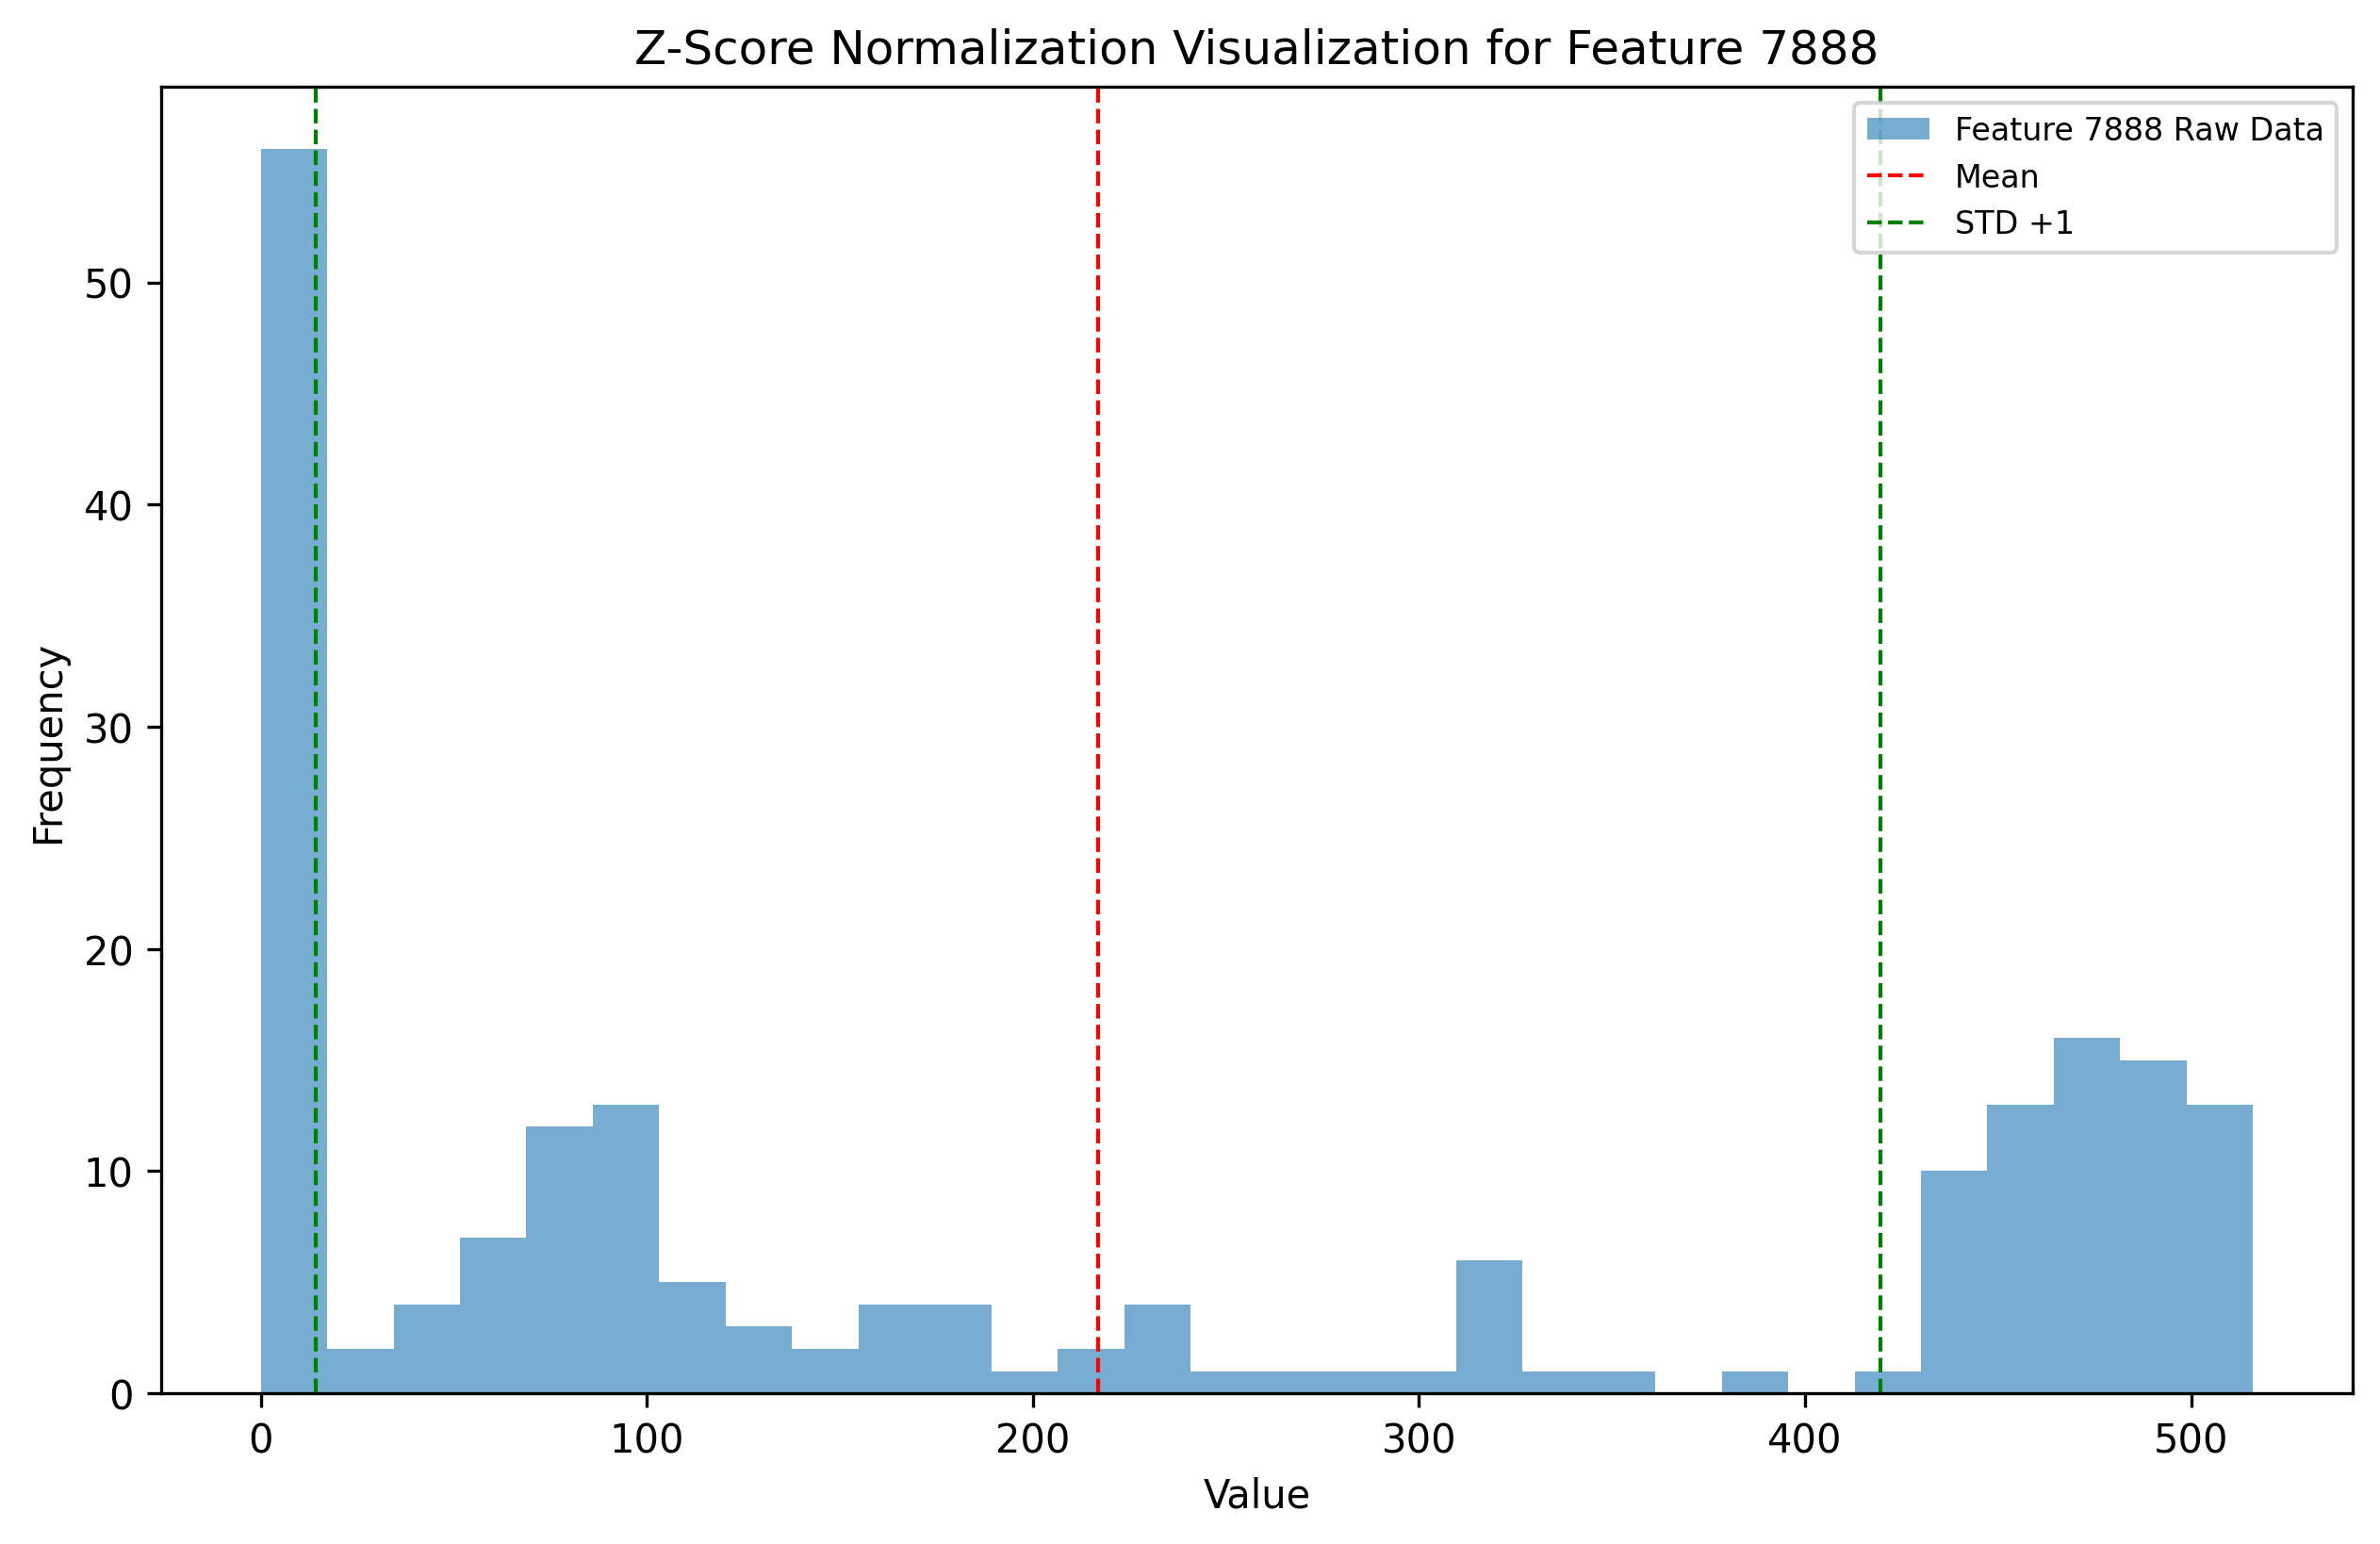 Z-Score Normalization Visualization for Feature 7888
Feature 7888 Raw Data
Mean
STD +1
50
40
30
20
10
0
Frequency
0 100 200 300 400 500
Value